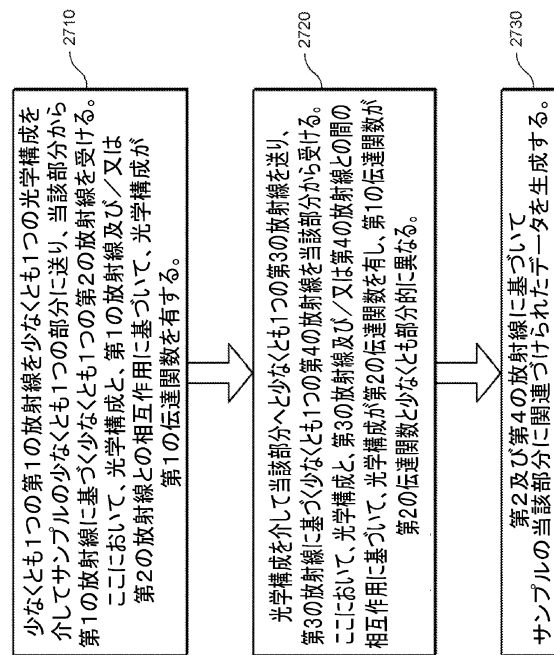 少なくとも1つの第1の放射線を少なくとも1つの光学構成を
介してサンプルの少なくとも1つの部分に送り、当該部分から
第1の放射線に基づく少なくとも1つの第2の放射線を受ける。
ここにおいて、光学構成と、第1の放射線及び/又は
第2の放射線との相互作用に基づいて、光学構成が
第1の伝達関数を有する。
2710
光学構成を介して当該部分へと少なくとも1つの第3の放射線を送り、
第3の放射線に基づく少なくとも1つの第4の放射線を当該部分から受ける。
ここにおいて、光学構成と、第3の放射線及び/又は第4の放射線との間の
相互作用に基づいて、光学構成が第2の伝達関数を有し、第1の伝達関数が
第2の伝達関数と少なくとも部分的に異なる。
2720
第2及び第4の放射線に基づいて
サンプルの当該部分に関連づけられたデータを生成する。
2730